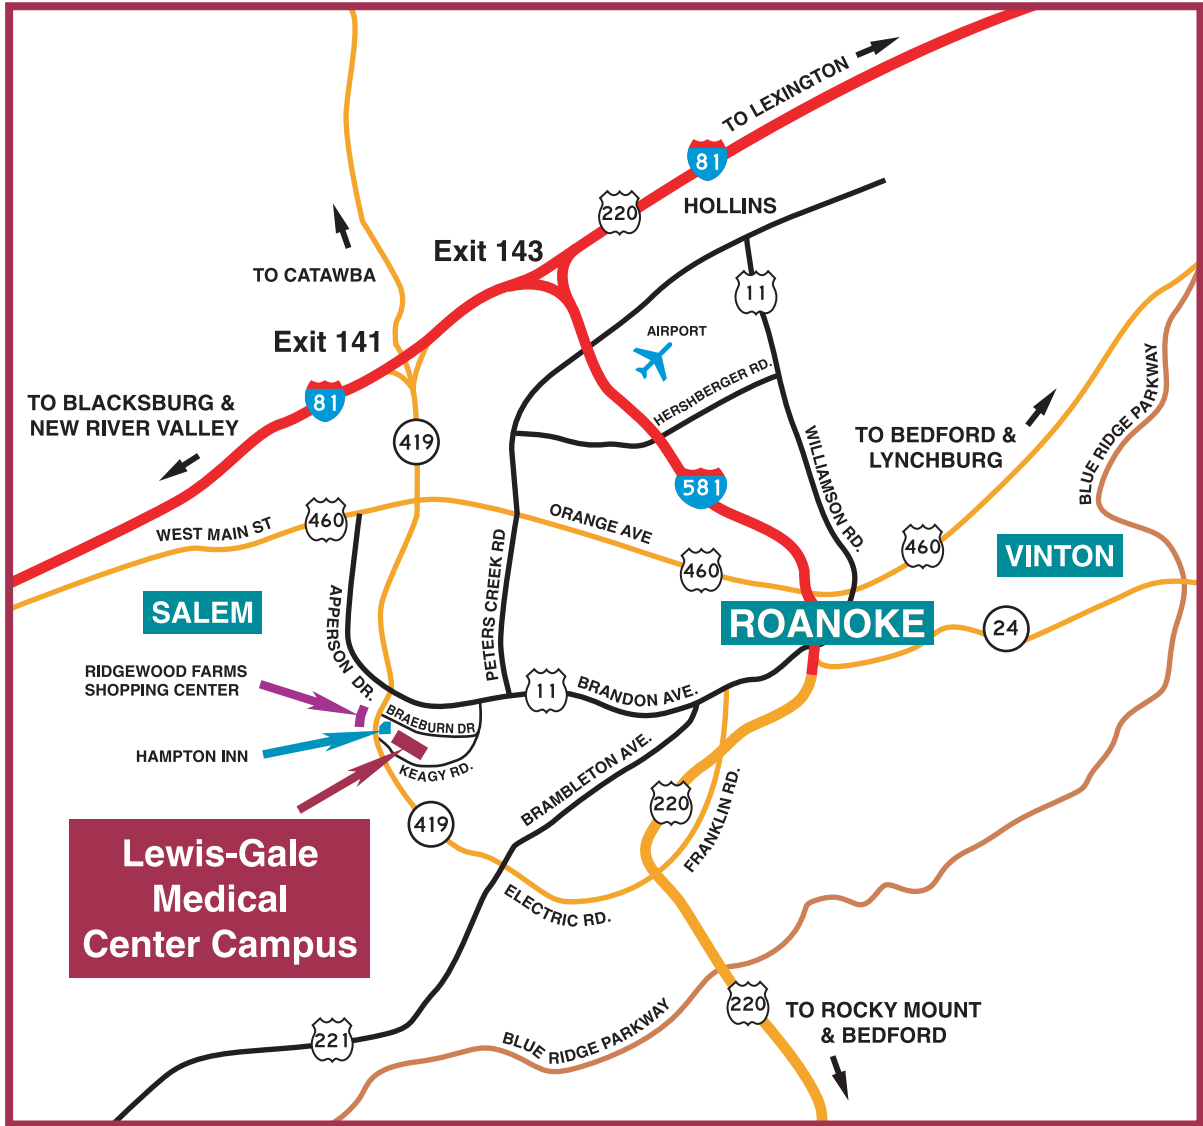 TO LEXINGTON
81
220
HOLLINS
Exit 143
TO CATAWBA
11
AIRPORT
Exit 141
HERSHBERGER RD.
BLUE RIDGE PARKWAY
81
TO BLACKSBURG &
NEW RIVER VALLEY
419
WILLIAMSON RD.
TO BEDFORD &
LYNCHBURG
581
WEST MAIN ST
460
ORANGE AVE
PETERS CREEK RD
460
460
VINTON
SALEM
APPERSON DR.
ROANOKE
24
RIDGEWOOD FARMS
SHOPPING CENTER
11
BRANDON AVE.
BRAEBURN DR
HAMPTON INN
KEAGY RD.
BRAMBLETON AVE.
220
FRANKLIN RD.
419
Lewis-Gale
Medical
Center Campus
ELECTRIC RD.
220
TO ROCKY MOUNT
& BEDFORD
221
BLUE RIDGE PARKWAY